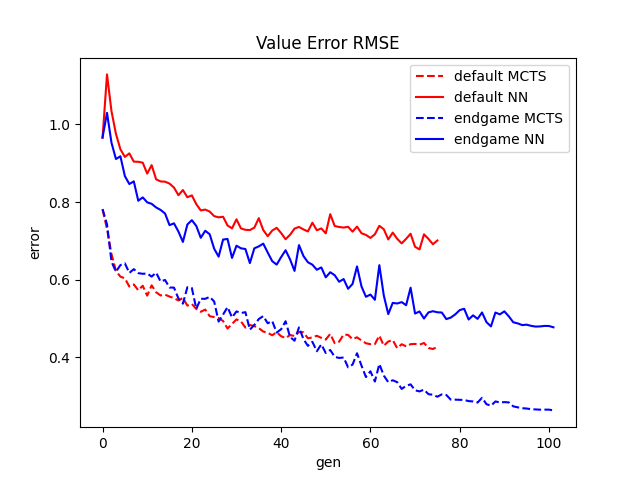 Value Error RMSE
default MCTS
default NN
endgame MCTS
endgame NN
error
1.0
0.8
0.6
0.4
0
20
40
60
80
100
gen